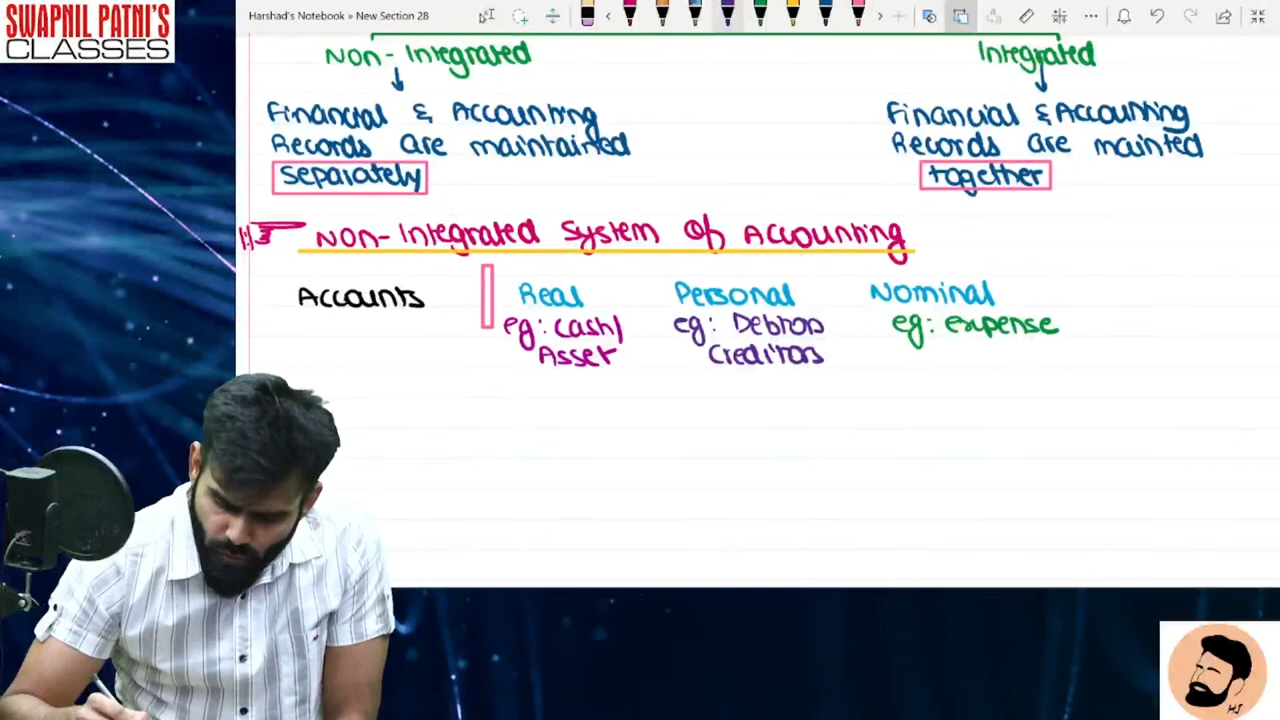 SWAPNIL PATNI'S
CLASSES
Harshad's Notebook » New Section 28
Non-Integrated
Integrated
Financial & Accounting
Records are maintained
separately
Financial & Accounting
Records are mainted
together
Non-Integrated System of Accounting
Accounts
Real
eg: Cash/
Asset
Personal
eg: Debtors
Creditors
Nominal
eg: expense
HJ